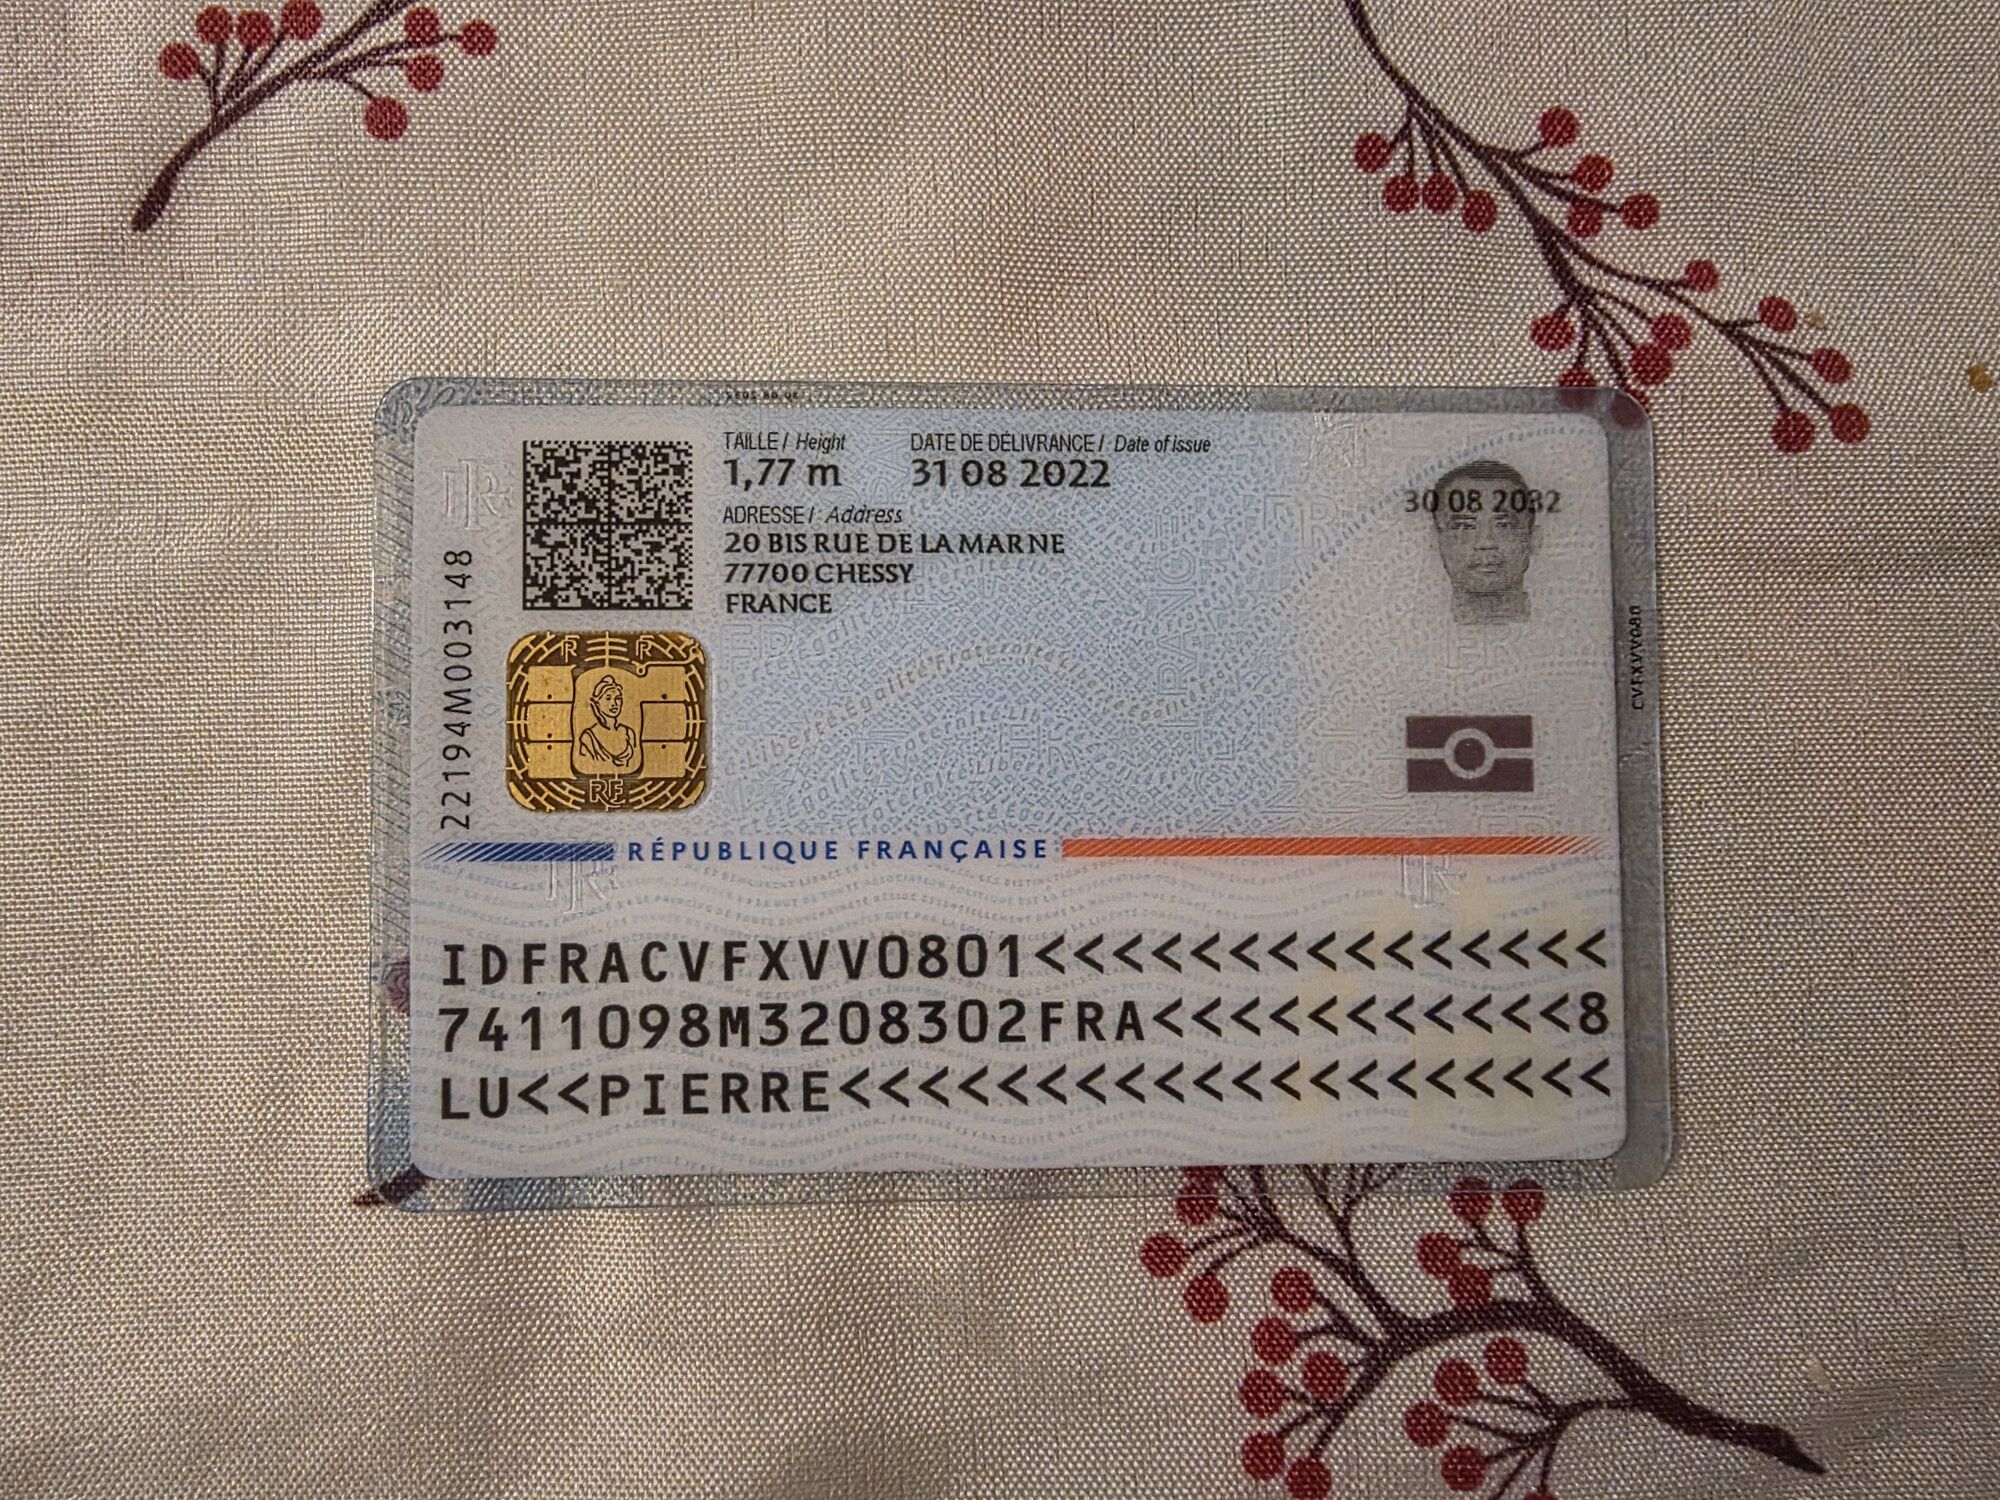 TAILLE / Height
1,77 m
DATE DE DÉLIVRANCE / Date of issue
31 08 2022
ADRESSE / Address
20 BIS RUE DE LA MARNE
77700 CHESSY
FRANCE
30 08 2032
22194M003148
CVFXVV080
RÉPUBLIQUE FRANÇAISE
IDFRACVFXVV0801<<<<<<<<<<<<<<<
7411098M3208302FRA<<<<<<<<<<<8
LU<<PIERRE<<<<<<<<<<<<<<<<<<<<